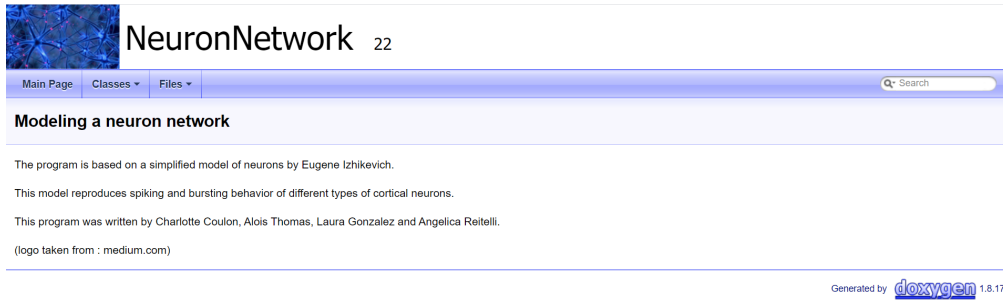 NeuronNetwork 22
Main Page Classes Files Search
Modeling a neuron network
The program is based on a simplified model of neurons by Eugene Izhikevich.
This model reproduces spiking and bursting behavior of different types of cortical neurons.
This program was written by Charlotte Coulon, Alois Thomas, Laura Gonzalez and Angelica Reitelli.
(logo taken from : medium.com)
Generated by doxygen 1.8.17